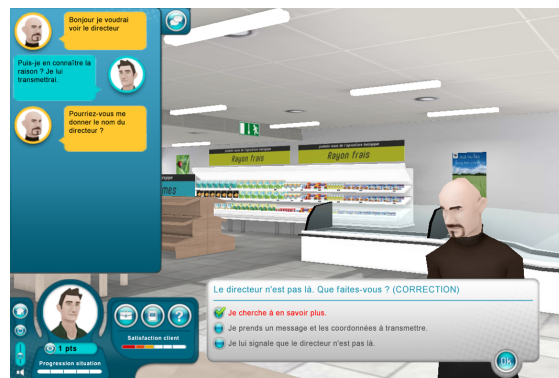 Bonjour je voudrai
voir le directeur
Puis-je en connaître la
raison ? Je lui
transmettrai.
Pourriez-vous me
donner le nom du
directeur ?
Rayon frais
Rayon frais
Le directeur n'est pas là. Que faites-vous ? (CORRECTION)
Je cherche à en savoir plus.
Je prends un message et les coordonnées à transmettre.
Je lui signale que le directeur n'est pas là.
Ok
?
Satisfaction client
1 pts
Progression situation